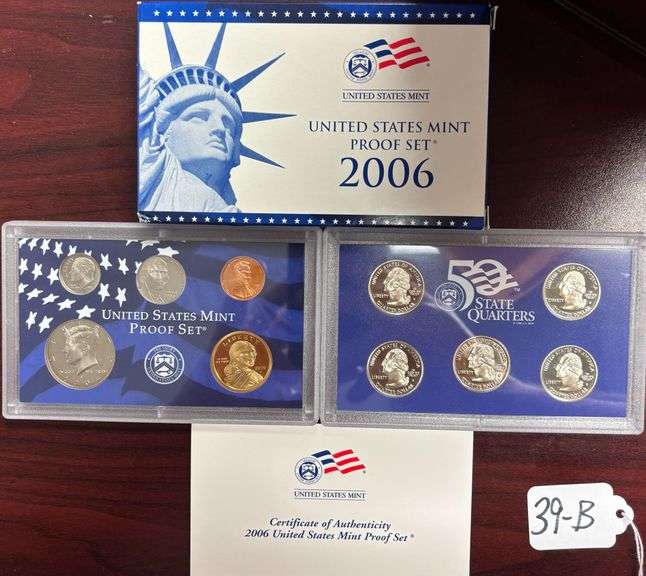 UNITED STATES MINT
UNITED STATES MINT
PROOF SET®
2006
UNITED STATES MINT
PROOF SET®
LIBERTY
50
STATE
QUARTERS
UNITED STATES MINT
Certificate of Authenticity
2006 United States Mint Proof Set®
39-B